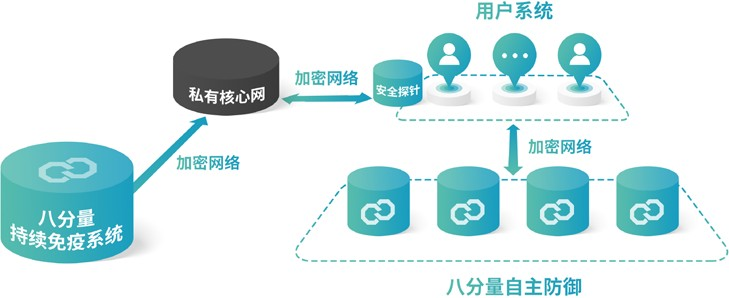 用户系统
加密网络
安全探针
私有核心网
加密网络
加密网络
八分量
持续免疫系统
八分量自主防御